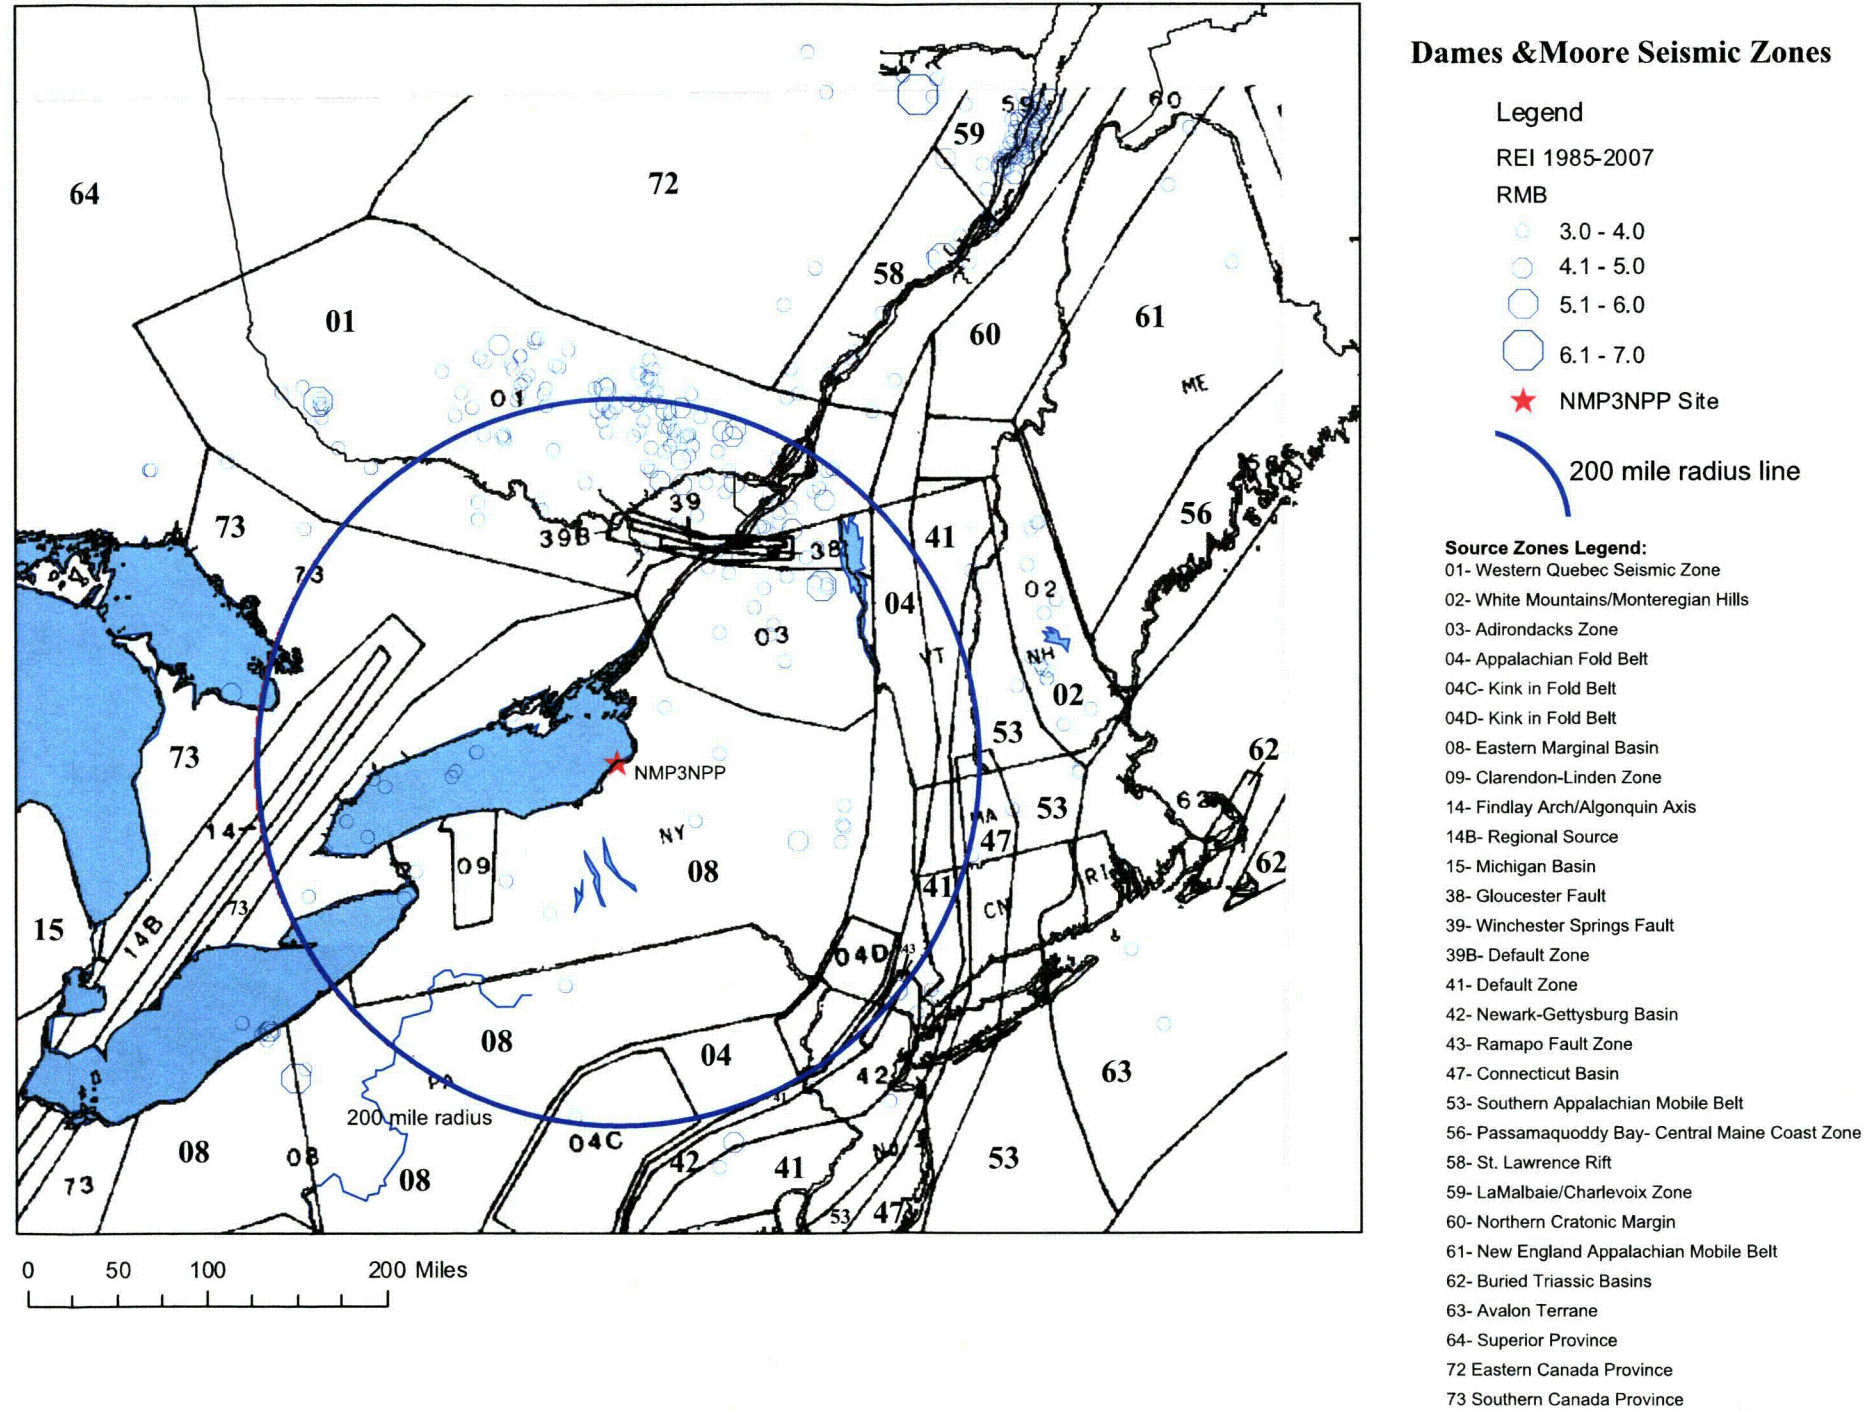 Dames &Moore Seismic Zones
Legend
REI 1985-2007
RMB
3.0 - 4.0
4.1 - 5.0
5.1 - 6.0
6.1 - 7.0
NMP3NPP Site
200 mile radius line
Source Zones Legend:
01- Western Quebec Seismic Zone
02- White Mountains/Monteregian Hills
03- Adirondacks Zone
04- Appalachian Fold Belt
04C- Kink in Fold Belt
04D- Kink in Fold Belt
08- Eastern Marginal Basin
09- Clarendon-Linden Zone
14- Findlay Arch/Algonquin Axis
14B- Regional Source
15- Michigan Basin
38- Gloucester Fault
39- Winchester Springs Fault
39B- Default Zone
41- Default Zone
42- Newark-Gettysburg Basin
43- Ramapo Fault Zone
47- Connecticut Basin
53- Southern Appalachian Mobile Belt
56- Passamaquoddy Bay- Central Maine Coast Zone
58- St. Lawrence Rift
59- LaMalbaie/Charlevoix Zone
60- Northern Cratonic Margin
61- New England Appalachian Mobile Belt
62- Buried Triassic Basins
63- Avalon Terrane
64- Superior Province
72 Eastern Canada Province
73 Southern Canada Province
59
60
59
64
72
58
01
60
61
ME
01
39
56
73
39B
38
41
73
02
04
03
VT
NH
02
53
73
62
NMP3NPP
62
14
MA
53
NY
47
09
08
62
RI
41
73
CN
15
14B
04D
43
08
04
63
42
PA
41
200 mile radius
04C
08
08
NJ
53
42
41
08
73
53
47
0 50 100 200 Miles